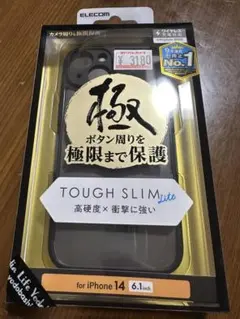 ELECOM
¥3180
No.1
極
ボタン周りを
極限まで保護
TOUGH SLIM Lite
高硬度×衝撃に強い
for iPhone 14 6.1inch